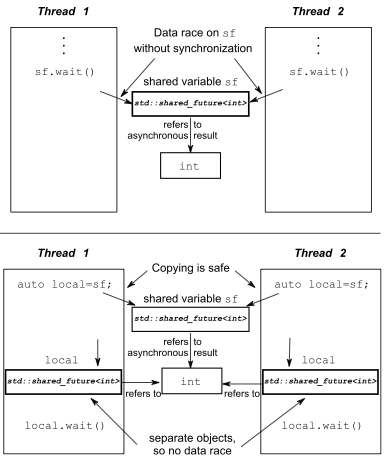 Thread 1
Thread 2
Data race on sf
without synchronization
sf.wait()
sf.wait()
shared variable sf
std::shared_future<int>
refers to
asynchronous result
int
Thread 1
Thread 2
Copying is safe
auto local=sf;
auto local=sf;
shared variable sf
std::shared_future<int>
refers to
asynchronous result
local
local
std::shared_future<int>
int
std::shared_future<int>
refers to
refers to
local.wait()
local.wait()
separate objects,
so no data race